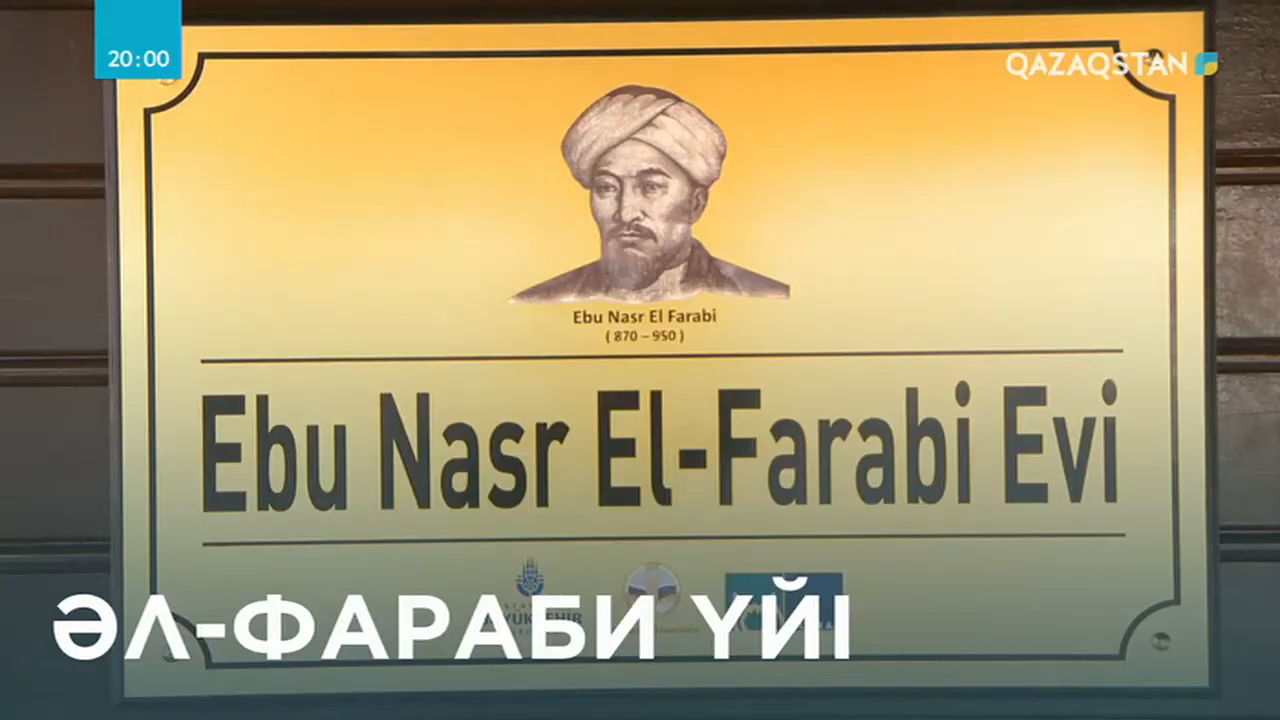 20:00
QAZAQSTAN
Ebu Nasr El Farabi
( 870 – 950 )
Ebu Nasr El-Farabi Evi
ӘЛ-ФАРАБИ ҮЙІ